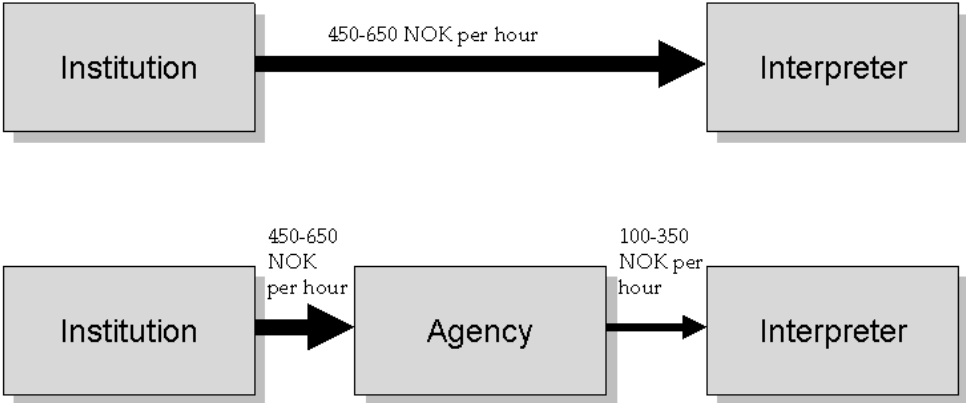 450-650 NOK per hour
Institution
Interpreter
450-650
NOK
per hour
100-350
NOK per
hour
Institution
Agency
Interpreter